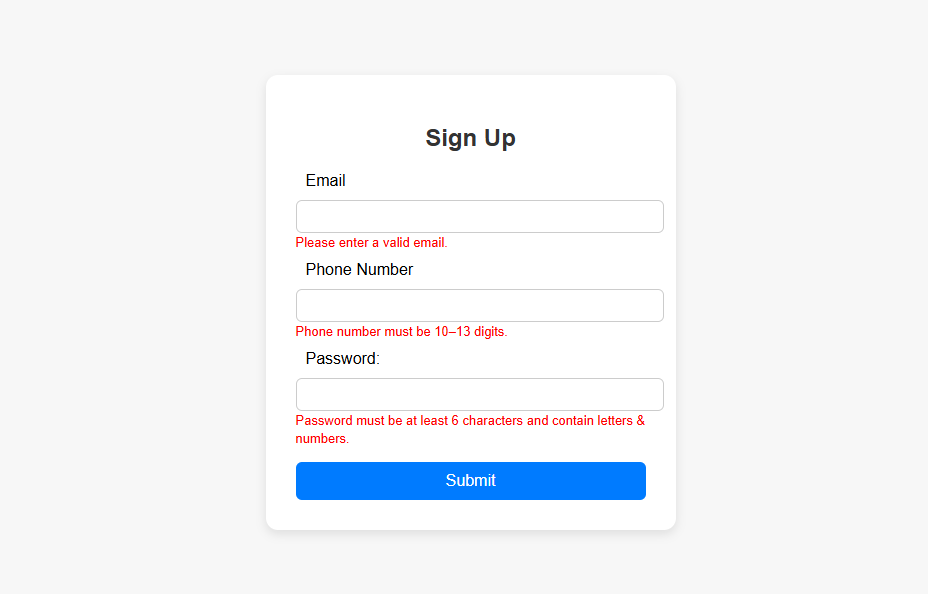 Sign Up
Email
Please enter a valid email.
Phone Number
Phone number must be 10–13 digits.
Password:
Password must be at least 6 characters and contain letters &
numbers.
Submit